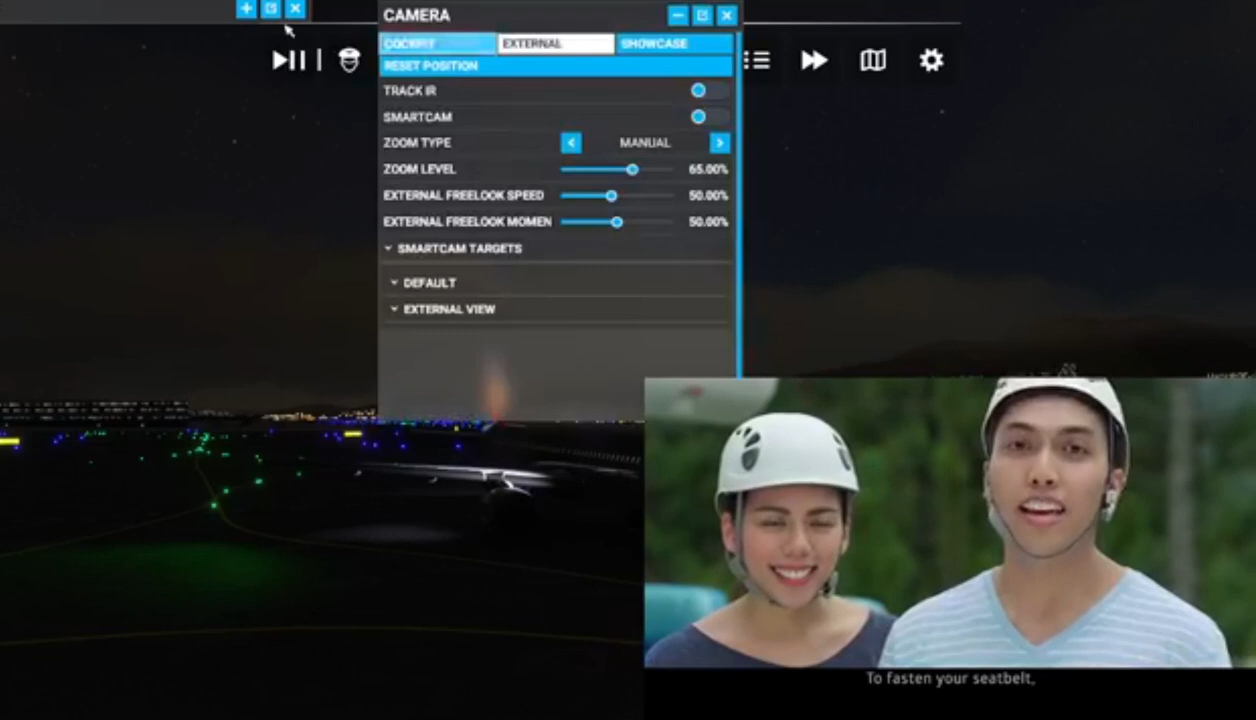 CAMERA
COCKPIT
EXTERNAL
SHOWCASE
RESET POSITION
TRACK IR
SMARTCAM
ZOOM TYPE
MANUAL
ZOOM LEVEL
65.00%
EXTERNAL FREELOOK SPEED
50.00%
EXTERNAL FREELOOK MOMEN
50.00%
SMARTCAM TARGETS
DEFAULT
EXTERNAL VIEW
To fasten your seatbelt,